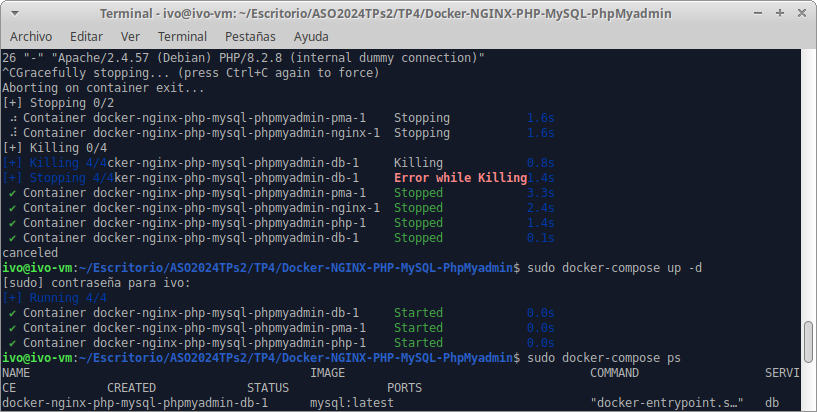 Terminal - ivo@ivo-vm: ~/Escritorio/ASO2024TPs2/TP4/Docker-NGINX-PHP-MySQL-PhpMyadmin
Archivo Editar Ver Terminal Pestañas Ayuda
26 "-" "Apache/2.4.57 (Debian) PHP/8.2.8 (internal dummy connection)"
^CGracefully stopping... (press Ctrl+C again to force)
Aborting on container exit...
[+] Stopping 0/2
⠼ Container docker-nginx-php-mysql-phpmyadmin-pma-1 Stopping 1.6s
⠼ Container docker-nginx-php-mysql-phpmyadmin-nginx-1 Stopping 1.6s
[+] Killing 0/4
[+] Killing 4/4cker-nginx-php-mysql-phpmyadmin-db-1 Killing 0.8s
[+] Stopping 4/4ker-nginx-php-mysql-phpmyadmin-db-1 Error while Killing1.4s
✔ Container docker-nginx-php-mysql-phpmyadmin-pma-1 Stopped 3.3s
✔ Container docker-nginx-php-mysql-phpmyadmin-nginx-1 Stopped 2.4s
✔ Container docker-nginx-php-mysql-phpmyadmin-php-1 Stopped 1.4s
✔ Container docker-nginx-php-mysql-phpmyadmin-db-1 Stopped 0.1s
canceled
ivo@ivo-vm:~/Escritorio/ASO2024TPs2/TP4/Docker-NGINX-PHP-MySQL-PhpMyadmin$ sudo docker-compose up -d
[sudo] contraseña para ivo:
[+] Running 4/4
✔ Container docker-nginx-php-mysql-phpmyadmin-db-1 Started 0.0s
✔ Container docker-nginx-php-mysql-phpmyadmin-pma-1 Started 0.0s
✔ Container docker-nginx-php-mysql-phpmyadmin-php-1 Started 0.0s
ivo@ivo-vm:~/Escritorio/ASO2024TPs2/TP4/Docker-NGINX-PHP-MySQL-PhpMyadmin$ sudo docker-compose ps
NAME IMAGE COMMAND SERVI
CE CREATED STATUS PORTS
docker-nginx-php-mysql-phpmyadmin-db-1 mysql:latest "docker-entrypoint.s…" db